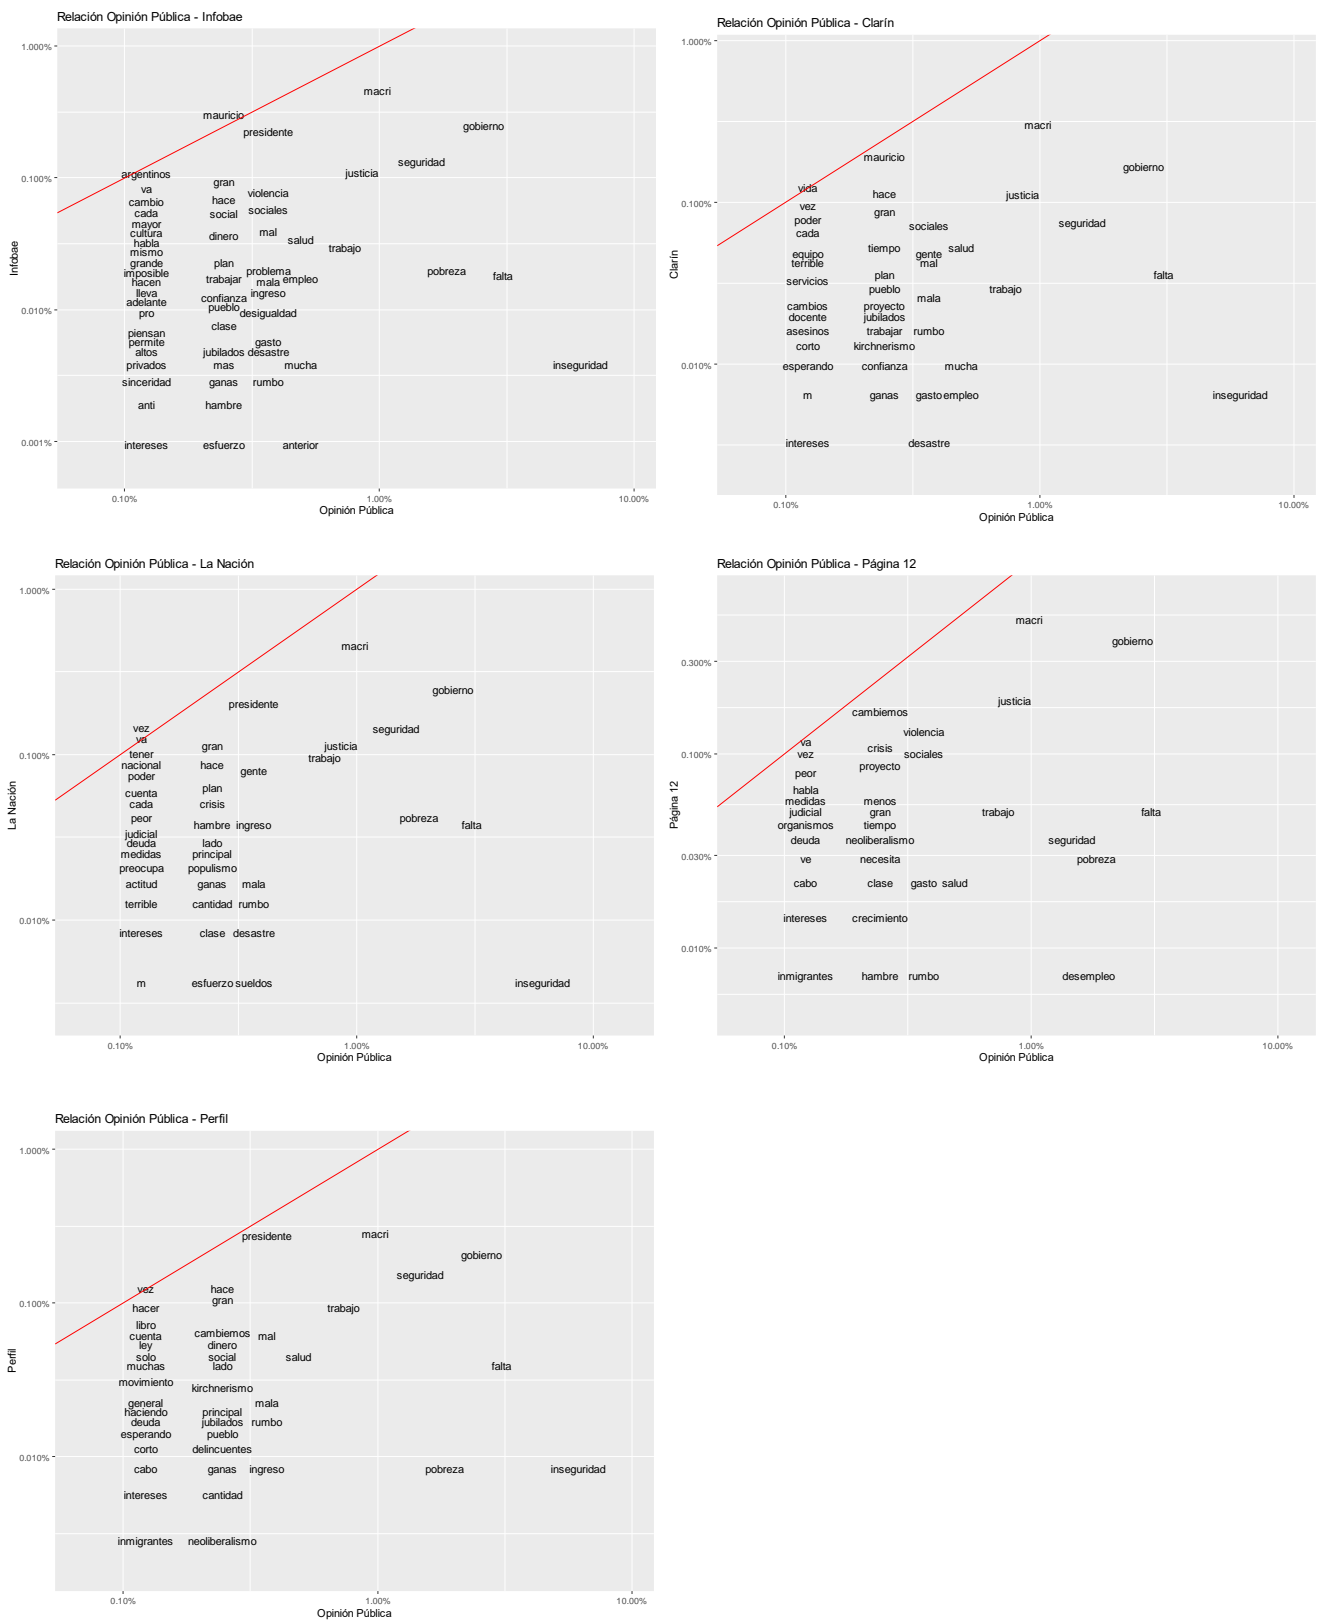 Relación Opinión Pública - Infobae
1.000%
macri
mauricio
gobierno
presidente
seguridad
justicia
0.100%
argentinos
gran
va
violencia
cambio
hace
cada
social
sociales
mayor
cultura
dinero
mal
habla
salud
mismo
trabajo
grande
plan
imposible
problema
pobreza
hacen
trabajar
mala
empleo
falta
lleva
ingreso
adelante
confianza
0.010%
pueblo
pro
desigualdad
clase
piensan
permite
gasto
altos
jubilados
desastre
privados
mas
mucha
inseguridad
sinceridad
ganas
rumbo
anti
hambre
0.001%
intereses
esfuerzo
anterior
Infobae
0.10%
1.00%
10.00%
Opinión Pública
Relación Opinión Pública - Clarín
1.000%
macri
mauricio
gobierno
vida
hace
justicia
0.100%
vez
gran
poder
sociales
seguridad
cada
equipo
tiempo
gente
salud
terrible
mal
servicios
plan
falta
pueblo
trabajo
mala
cambios
proyecto
docente
jubilados
asesinos
trabajar
rumbo
corto
kirchnerismo
0.010%
esperando
confianza
mucha
m
ganas
gasto
empleo
inseguridad
intereses
desastre
Clarín
0.10%
1.00%
10.00%
Opinión Pública
Relación Opinión Pública - La Nación
1.000%
macri
gobierno
presidente
vez
seguridad
va
gran
justicia
0.100%
tener
trabajo
nacional
hace
poder
gente
cuenta
plan
cada
crisis
peor
pobreza
judicial
hambre
ingreso
falta
deuda
lado
medidas
principal
preocupa
populismo
actitud
ganas
mala
terrible
cantidad
rumbo
0.010%
intereses
clase
desastre
m
esfuerzo
sueldos
inseguridad
La Nación
0.10%
1.00%
10.00%
Opinión Pública
Relación Opinión Pública - Página 12
macri
gobierno
0.300%
justicia
cambiemos
violencia
va
crisis
0.100%
vez
sociales
peor
proyecto
habla
medidas
menos
judicial
gran
trabajo
falta
organismos
tiempo
deuda
neoliberalismo
seguridad
0.030%
ve
necesita
pobreza
cabo
clase
gasto
salud
intereses
crecimiento
0.010%
inmigrantes
hambre
rumbo
desempleo
Página 12
0.10%
1.00%
10.00%
Opinión Pública
Relación Opinión Pública - Perfil
1.000%
presidente
macri
gobierno
seguridad
vez
hace
0.100%
gran
hacer
trabajo
libro
cuenta
cambiemos
mal
ley
dinero
solo
social
salud
muchas
lado
falta
movimiento
kirchnerismo
general
mala
haciendo
principal
deuda
jubilados
rumbo
esperando
pueblo
corto
delincuentes
0.010%
cabo
ganas
ingreso
pobreza
inseguridad
intereses
cantidad
inmigrantes
neoliberalismo
Perfil
0.10%
1.00%
10.00%
Opinión Pública